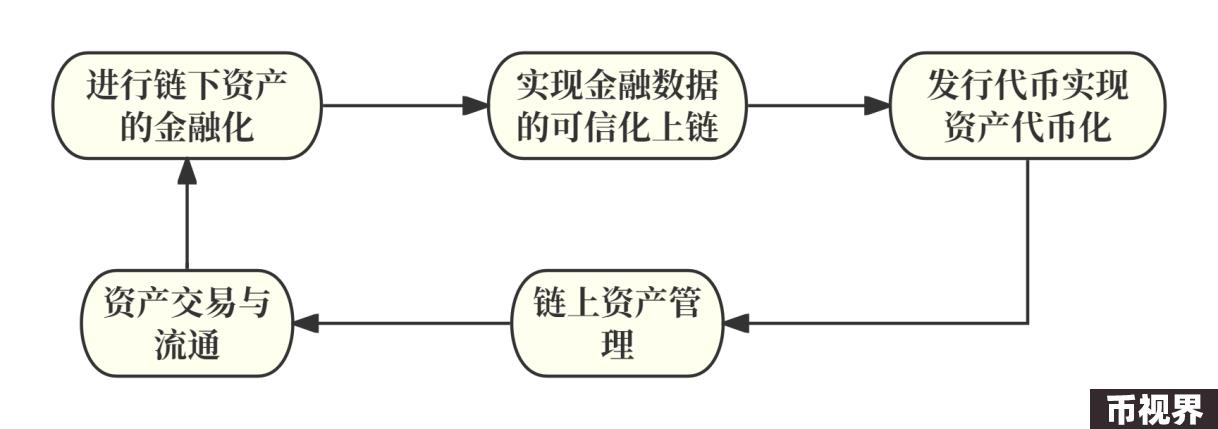 进行链下资产
的金融化
实现金融数据
的可信化上链
发行代币实现
资产代币化
资产交易与
流通
链上资产管
理
币视界